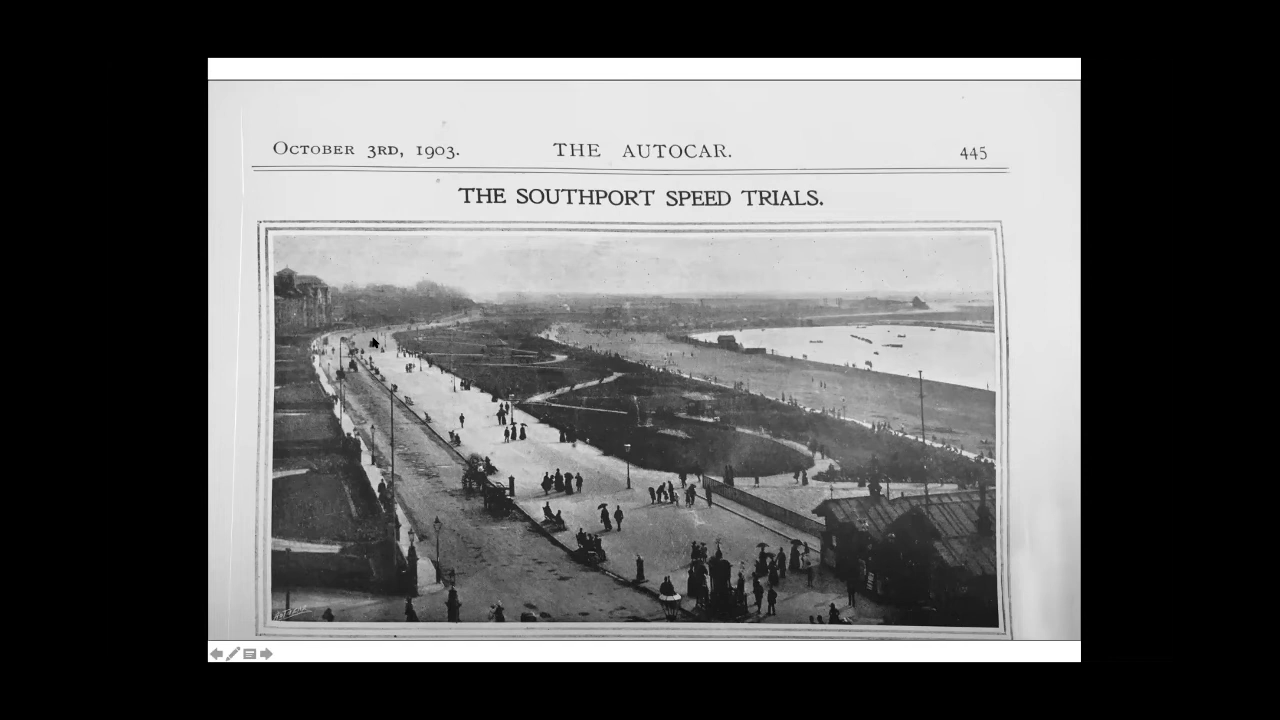 OCTOBER 3RD, 1903. THE AUTOCAR. 445
THE SOUTHPORT SPEED TRIALS.